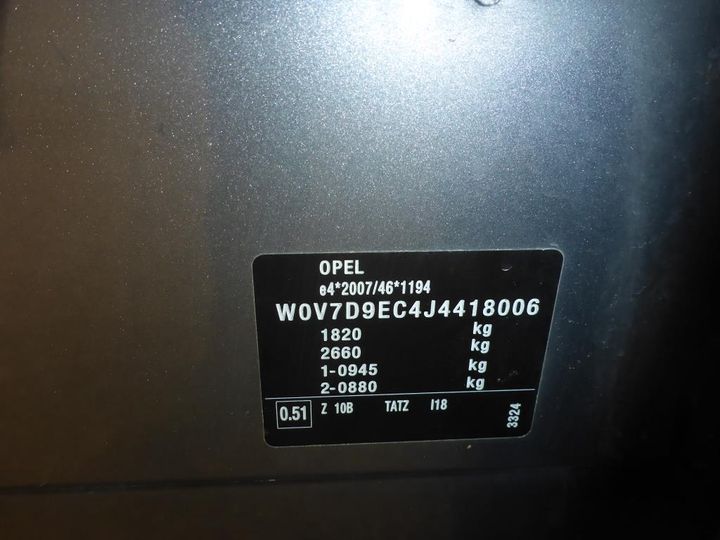 OPEL
e4*2007/46*1194
W0V7D9EC4J4418006
1820 kg
2660 kg
1-0945 kg
2-0880 kg
0.51 Z 10B TATZ I18
3324